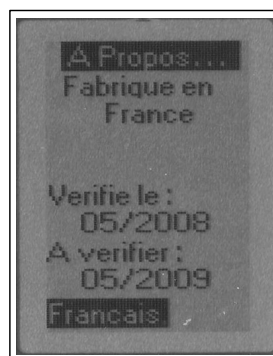 A Propos...
Fabrique en
France
Verifie le :
05/2008
A verifier :
05/2009
Francais